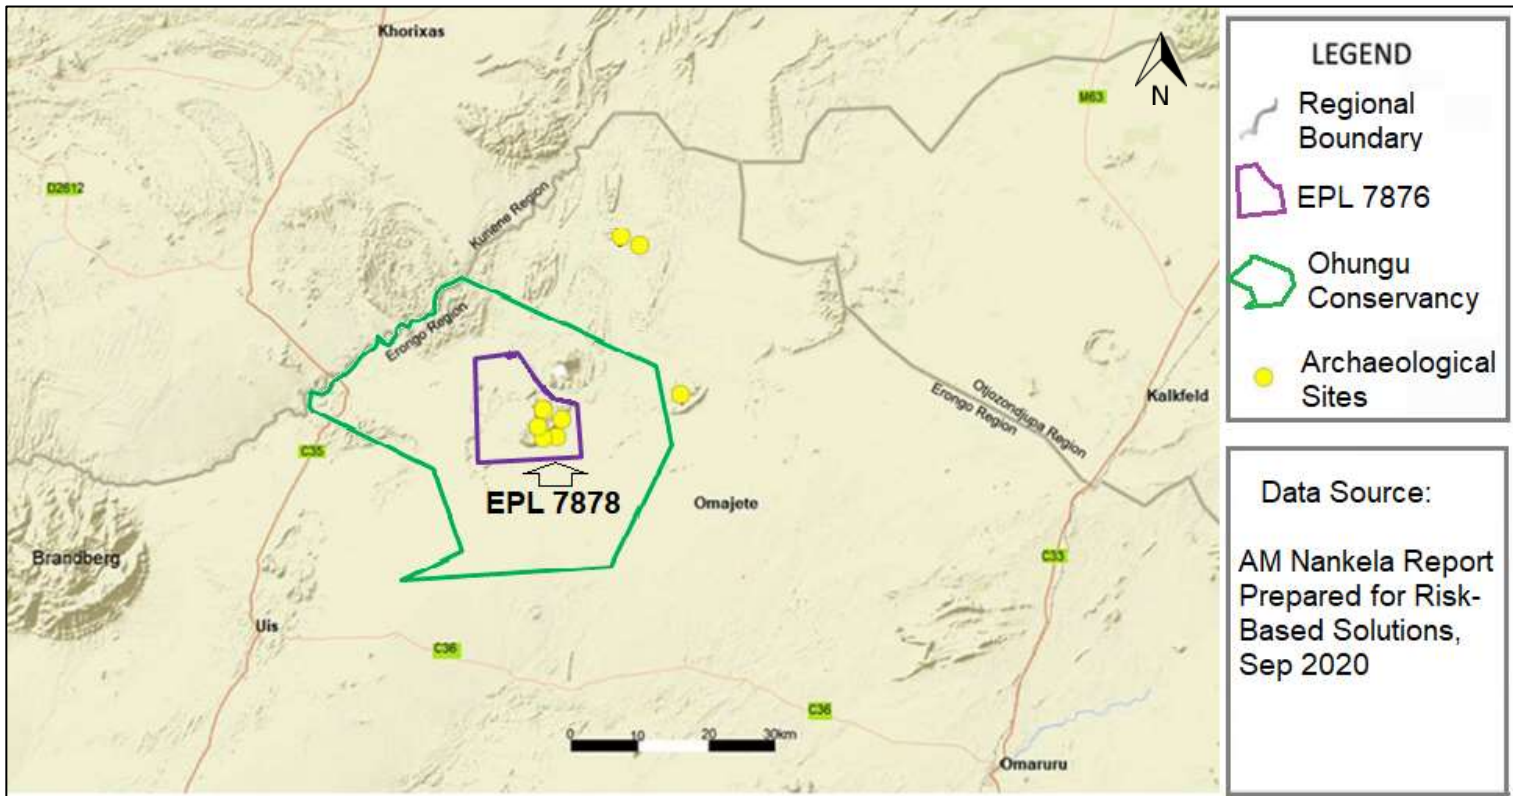 Khorixas
N
M63
D2612
Kunene Region
Erongo Region
Otjozondjupa Region
Erongo Region
Kalkfeld
C35
EPL 7878
Omajete
Brandberg
C33
Uis
C36
C36
0 10 20 30km
Omaruru
LEGEND
Regional
Boundary
EPL 7876
Ohungu
Conservancy
Archaeological
Sites
Data Source:
AM Nankela Report
Prepared for Risk-
Based Solutions,
Sep 2020